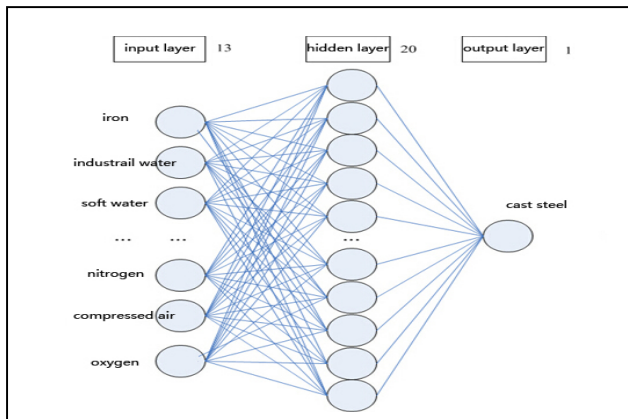 input layer 13 hidden layer 20 output layer 1
iron
industrail water
soft water
cast steel
... ... ...
nitrogen
compressed air
oxygen